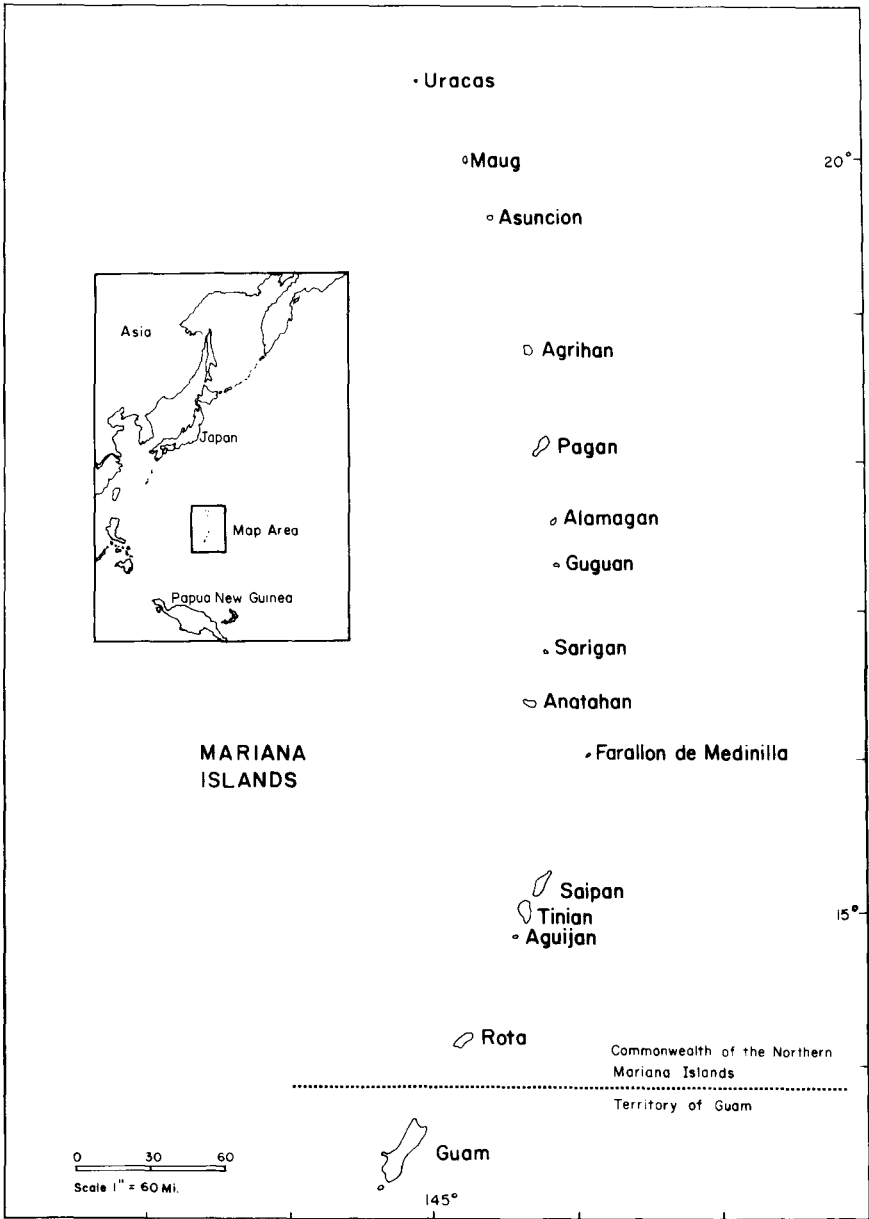 Uracas
Maug
20°
Asuncion
Asia
Agrihan
Japan
Pagan
Alamagan
Map Area
Guguan
Papua New Guinea
Sarigan
Anatahan
MARIANA
ISLANDS
Farallon de Medinilla
Saipan
15°
Tinian
Aguijan
Rota
Commonwealth of the Northern
Mariana Islands
Territory of Guam
Guam
0 30 60
Scale 1" = 60 Mi.
145°